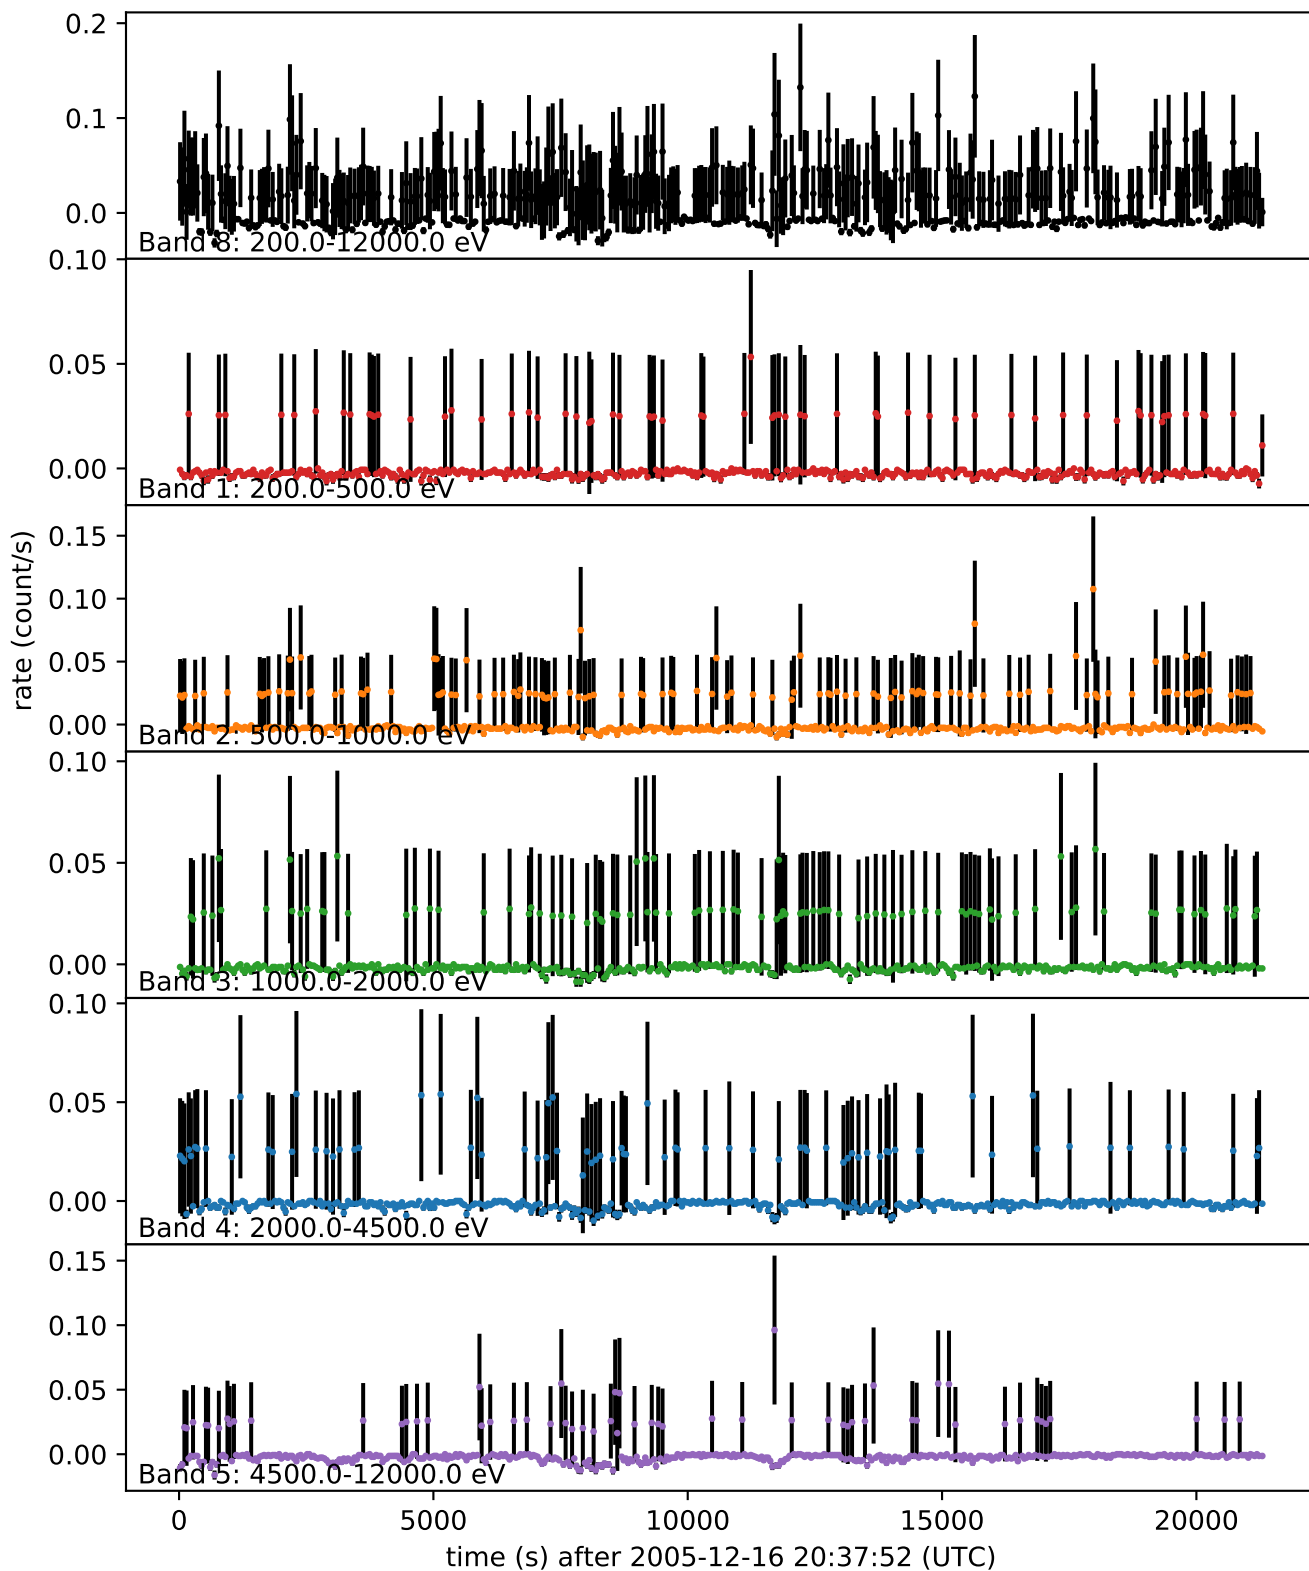 0.2
0.1
0.0
Band 8: 200.0-12000.0 eV
0.10
0.05
0.00
Band 1: 200.0-500.0 eV
0.15
0.10
0.05
0.00
Band 2: 500.0-1000.0 eV
rate (count/s)
0.10
0.05
0.00
Band 3: 1000.0-2000.0 eV
0.10
0.05
0.00
Band 4: 2000.0-4500.0 eV
0.15
0.10
0.05
0.00
Band 5: 4500.0-12000.0 eV
0 5000 10000 15000 20000
time (s) after 2005-12-16 20:37:52 (UTC)